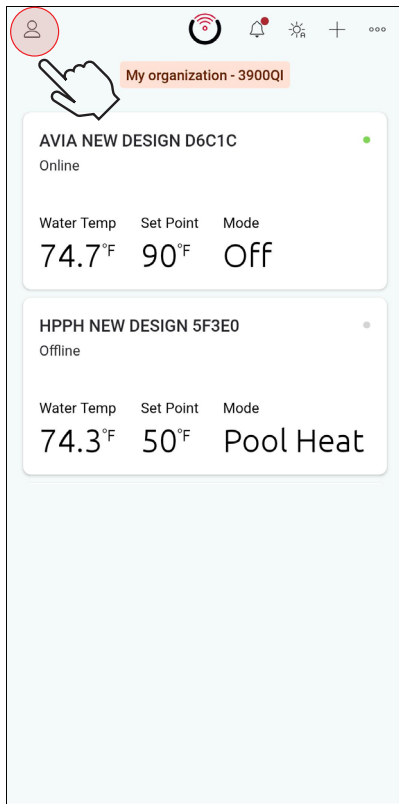 My organization - 3900QI
AVIA NEW DESIGN D6C1C
Online
Water Temp Set Point Mode
74.7°F 90°F Off
HPPH NEW DESIGN 5F3E0
Offline
Water Temp Set Point Mode
74.3°F 50°F Pool Heat